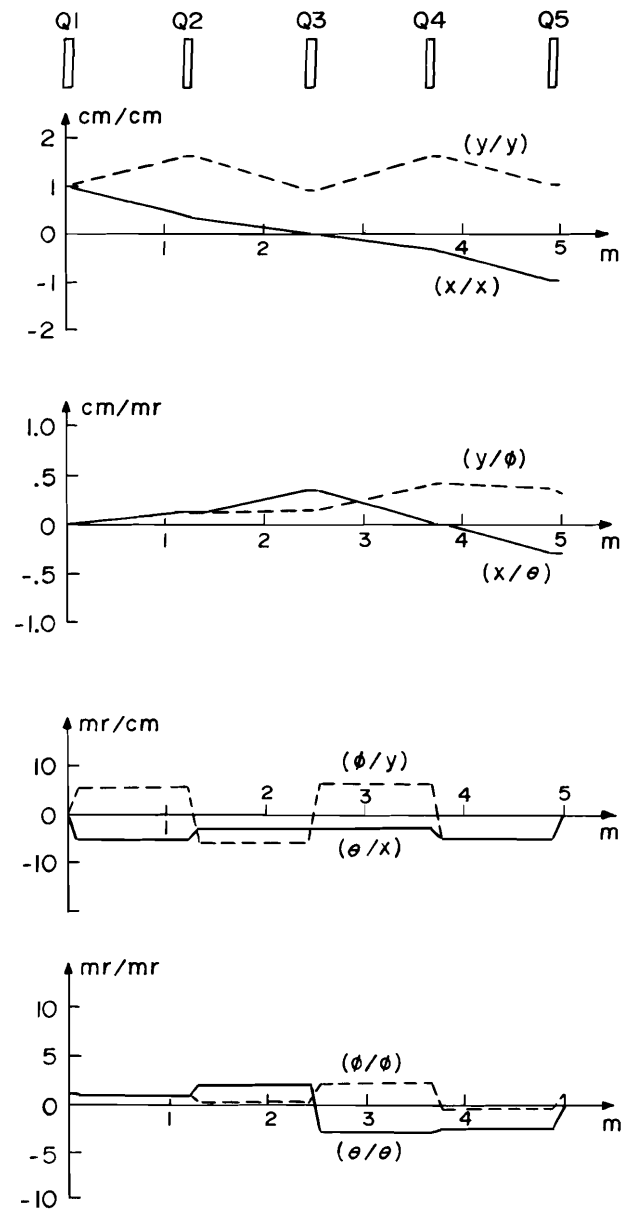 Q1 Q2 Q3 Q4 Q5
cm/cm
2
(y/y)
1
0
1 2 3 4 5
m
-1
(x/x)
-2
cm/mr
1.0
.5
(y/ϕ)
0
1 2 3 4 5
m
-.5
(x/θ)
-1.0
mr/cm
10
(ϕ/y)
2 3 4 5
0
m
(θ/x)
-10
mr/mr
10
5
(ϕ/ϕ)
0
1 2 3 4
m
-5
(θ/θ)
-10